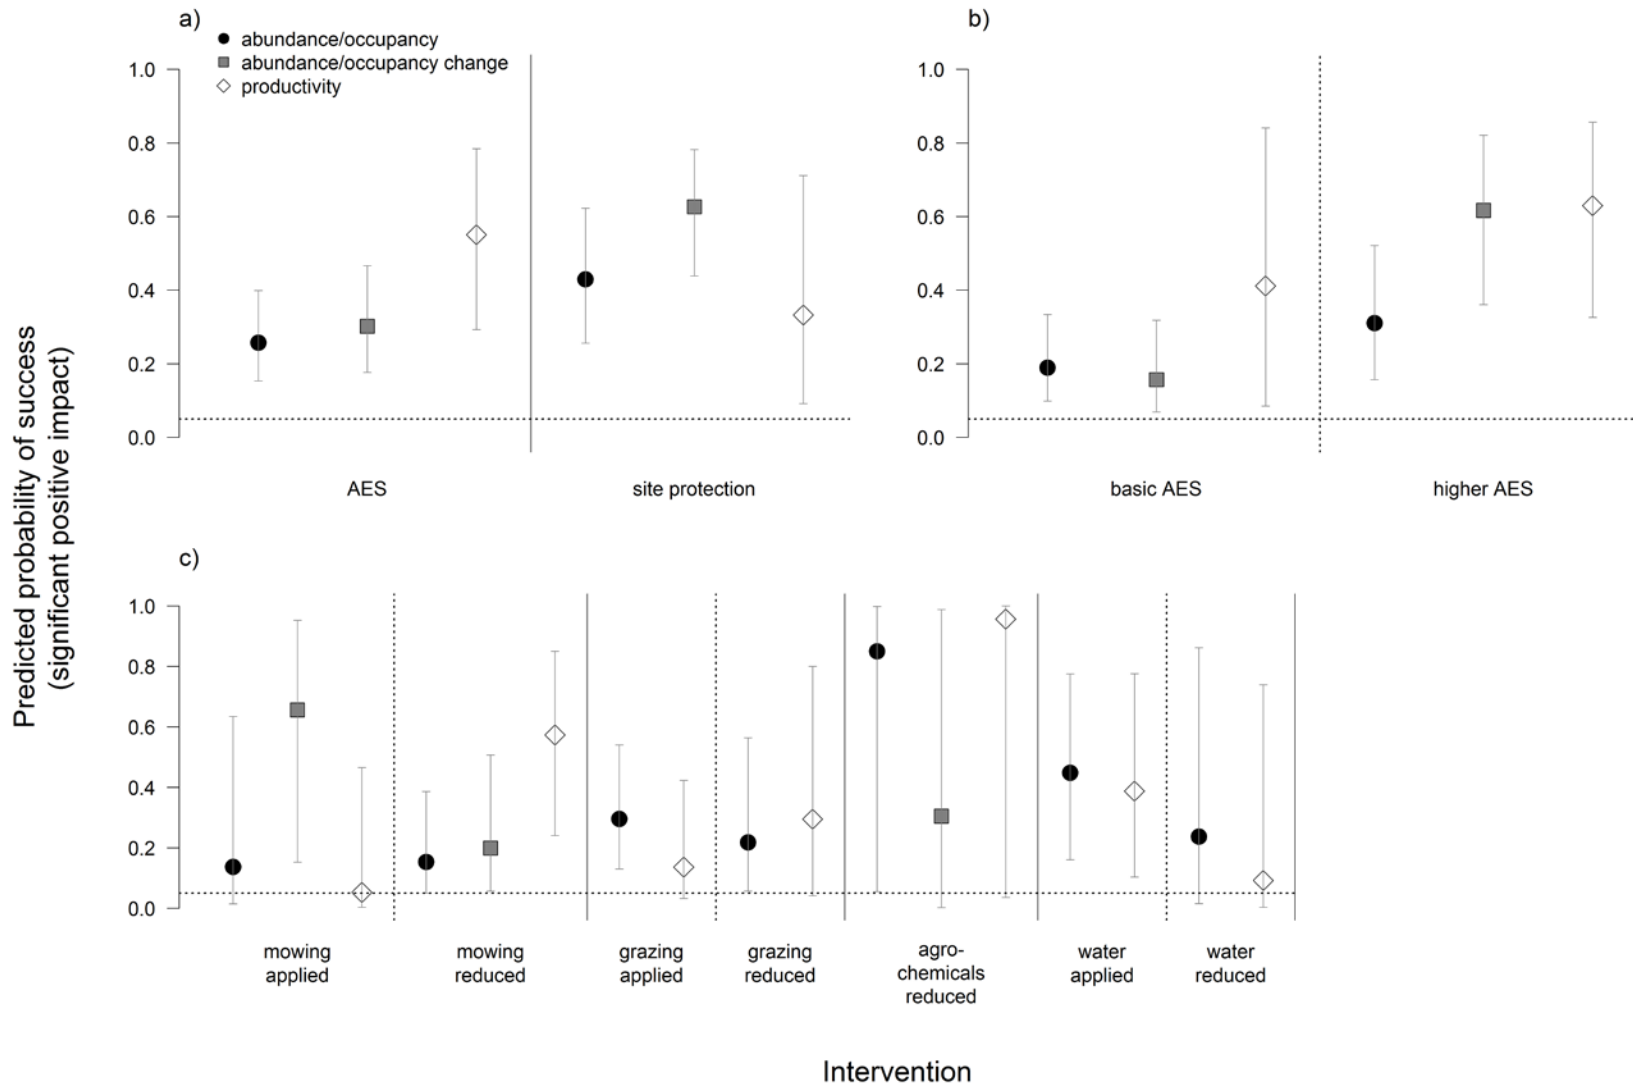 a)
abundance/occupancy
abundance/occupancy change
productivity
1.0
0.8
0.6
0.4
0.2
0.0
AES
site protection
b)
1.0
0.8
0.6
0.4
0.2
0.0
basic AES
higher AES
Predicted probability of success
(significant positive impact)
c)
1.0
0.8
0.6
0.4
0.2
0.0
mowing
applied
mowing
reduced
grazing
applied
grazing
reduced
agro-
chemicals
reduced
water
applied
water
reduced
Intervention